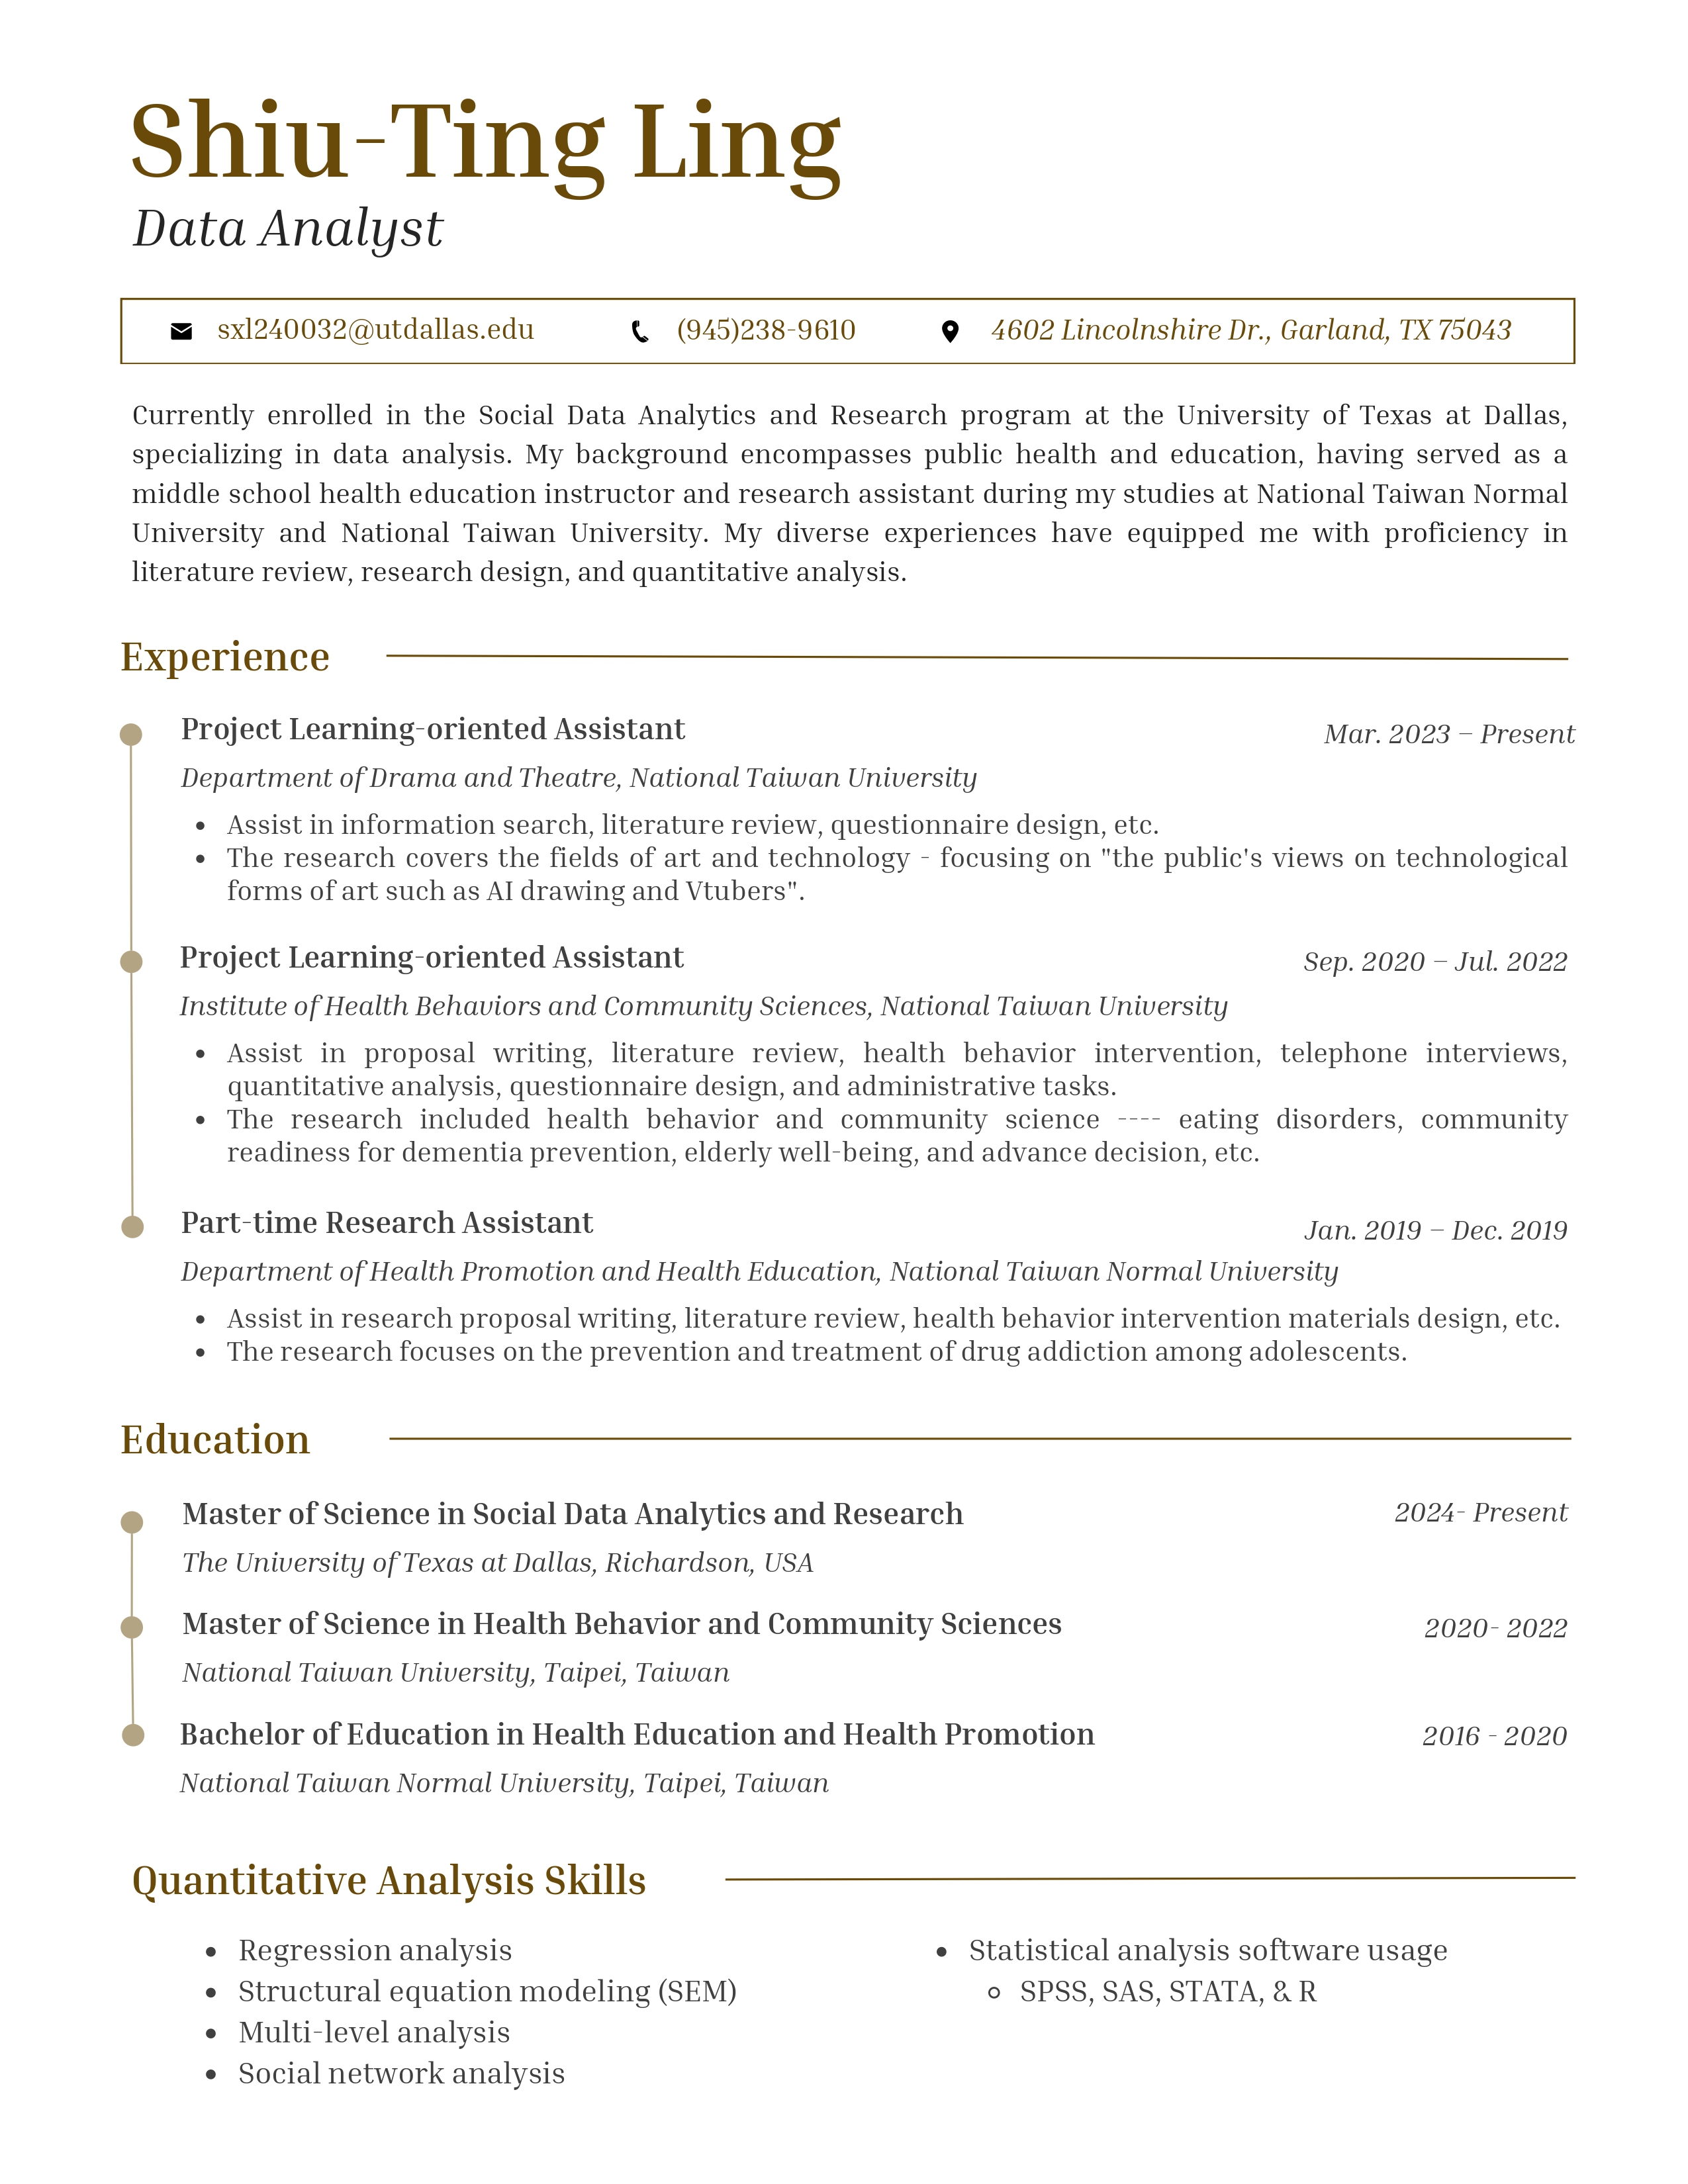 Shiu-Ting Ling
Data Analyst
sxl240032@utdallas.edu (945)238-9610 4602 Lincolnshire Dr., Garland, TX 75043
Currently enrolled in the Social Data Analytics and Research program at the University of Texas at Dallas,
specializing in data analysis. My background encompasses public health and education, having served as a
middle school health education instructor and research assistant during my studies at National Taiwan Normal
University and National Taiwan University. My diverse experiences have equipped me with proficiency in
literature review, research design, and quantitative analysis.
Experience
Project Learning-oriented Assistant Mar. 2023 – Present
Department of Drama and Theatre, National Taiwan University
• Assist in information search, literature review, questionnaire design, etc.
• The research covers the fields of art and technology - focusing on "the public's views on technological
forms of art such as AI drawing and Vtubers".
Project Learning-oriented Assistant Sep. 2020 – Jul. 2022
Institute of Health Behaviors and Community Sciences, National Taiwan University
• Assist in proposal writing, literature review, health behavior intervention, telephone interviews,
quantitative analysis, questionnaire design, and administrative tasks.
• The research included health behavior and community science ---- eating disorders, community
readiness for dementia prevention, elderly well-being, and advance decision, etc.
Part-time Research Assistant Jan. 2019 – Dec. 2019
Department of Health Promotion and Health Education, National Taiwan Normal University
• Assist in research proposal writing, literature review, health behavior intervention materials design, etc.
• The research focuses on the prevention and treatment of drug addiction among adolescents.
Education
Master of Science in Social Data Analytics and Research 2024- Present
The University of Texas at Dallas, Richardson, USA
Master of Science in Health Behavior and Community Sciences 2020- 2022
National Taiwan University, Taipei, Taiwan
Bachelor of Education in Health Education and Health Promotion 2016 - 2020
National Taiwan Normal University, Taipei, Taiwan
Quantitative Analysis Skills
• Regression analysis
• Structural equation modeling (SEM)
• Multi-level analysis
• Social network analysis
• Statistical analysis software usage
◦ SPSS, SAS, STATA, & R